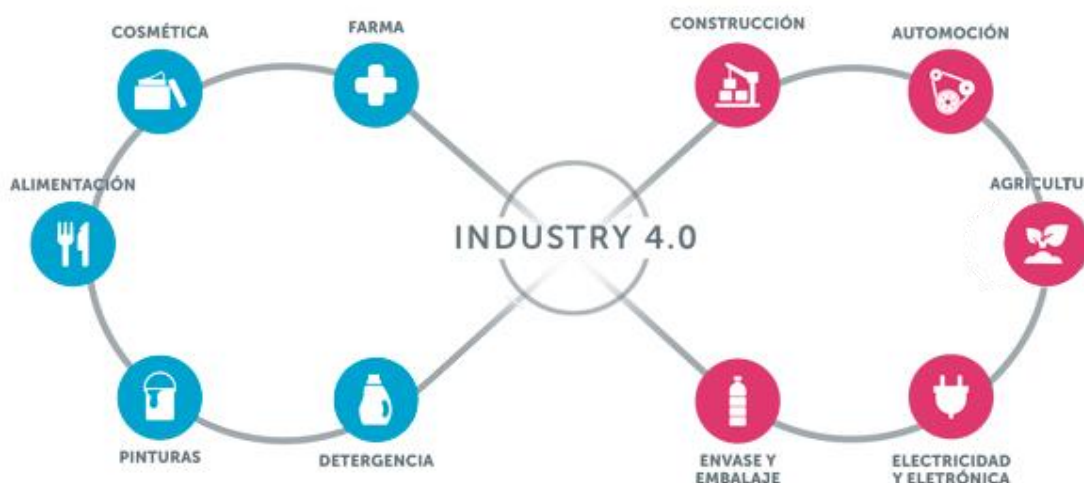 COSMÉTICA
FARMA
CONSTRUCCIÓN
AUTOMOCIÓN
ALIMENTACIÓN
AGRICULTU
INDUSTRY 4.0
PINTURAS
DETERGENCIA
ENVASE Y
EMBALAJE
ELECTRICIDAD
Y ELETRÓNICA